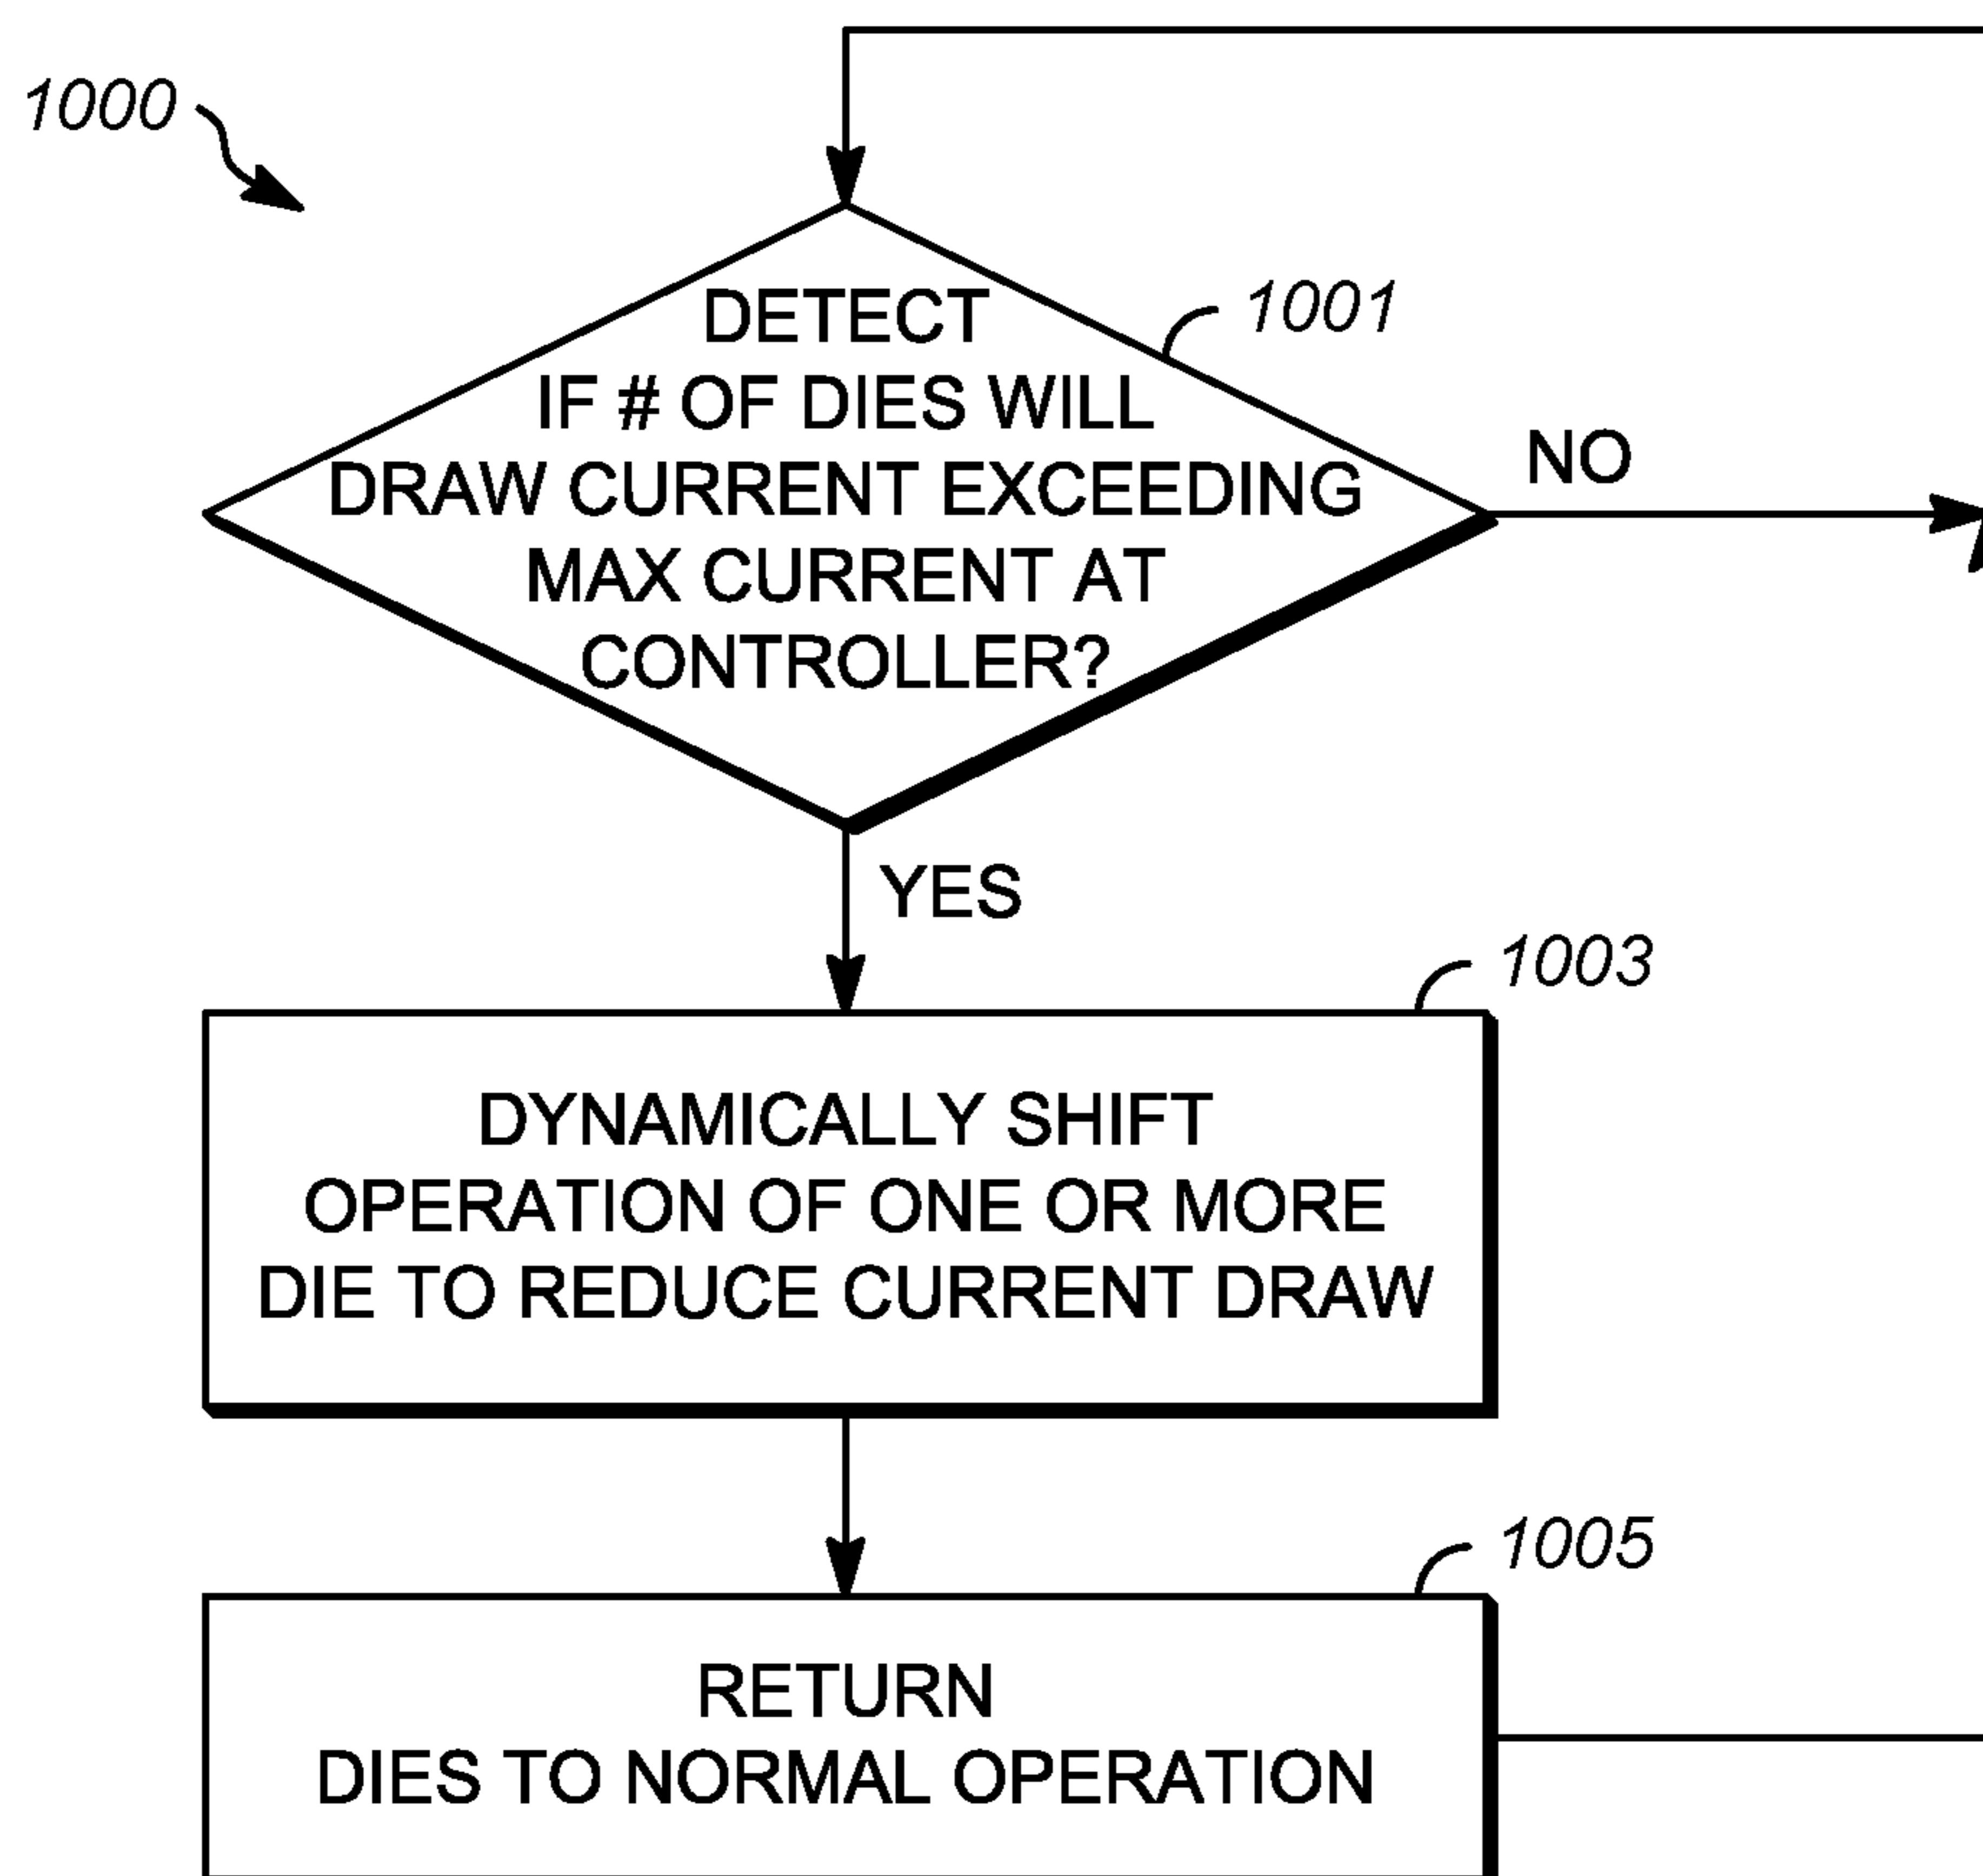 1000
DETECT
1001
IF # OF DIES WILL
DRAW CURRENT EXCEEDING
NO
MAX CURRENT AT
CONTROLLER?
YES
1003
DYNAMICALLY SHIFT
OPERATION OF ONE OR MORE
DIE TO REDUCE CURRENT DRAW
1005
RETURN
DIES TO NORMAL OPERATION